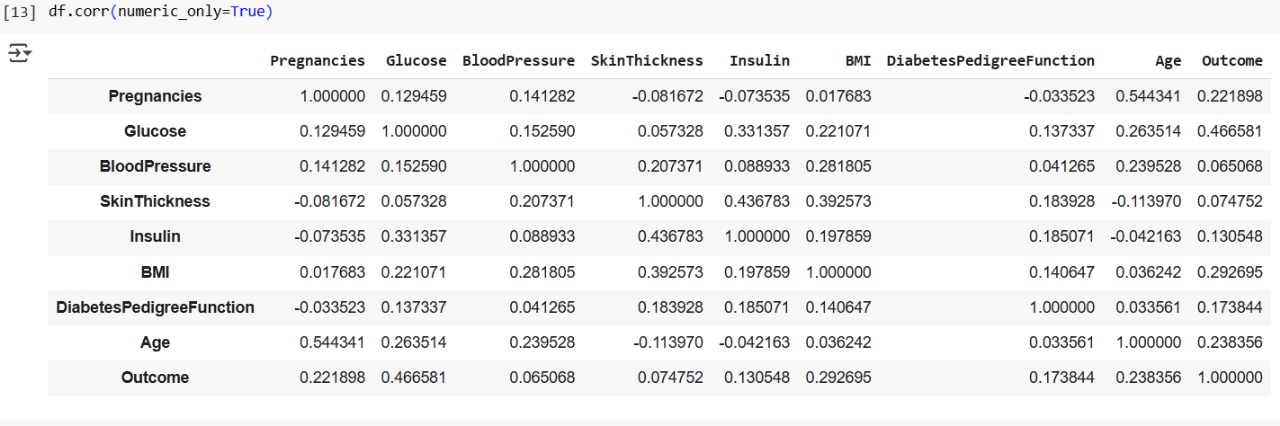 [13] df.corr(numeric_only=True)
Pregnancies Glucose BloodPressure SkinThickness Insulin BMI DiabetesPedigreeFunction Age Outcome
Pregnancies 1.000000 0.129459 0.141282 -0.081672 -0.073535 0.017683 -0.033523 0.544341 0.221898
Glucose 0.129459 1.000000 0.152590 0.057328 0.331357 0.221071 0.137337 0.263514 0.466581
BloodPressure 0.141282 0.152590 1.000000 0.207371 0.088933 0.281805 0.041265 0.239528 0.065068
SkinThickness -0.081672 0.057328 0.207371 1.000000 0.436783 0.392573 0.183928 -0.113970 0.074752
Insulin -0.073535 0.331357 0.088933 0.436783 1.000000 0.197859 0.185071 -0.042163 0.130548
BMI 0.017683 0.221071 0.281805 0.392573 0.197859 1.000000 0.140647 0.036242 0.292695
DiabetesPedigreeFunction -0.033523 0.137337 0.041265 0.183928 0.185071 0.140647 1.000000 0.033561 0.173844
Age 0.544341 0.263514 0.239528 -0.113970 -0.042163 0.036242 0.033561 1.000000 0.238356
Outcome 0.221898 0.466581 0.065068 0.074752 0.130548 0.292695 0.173844 0.238356 1.000000